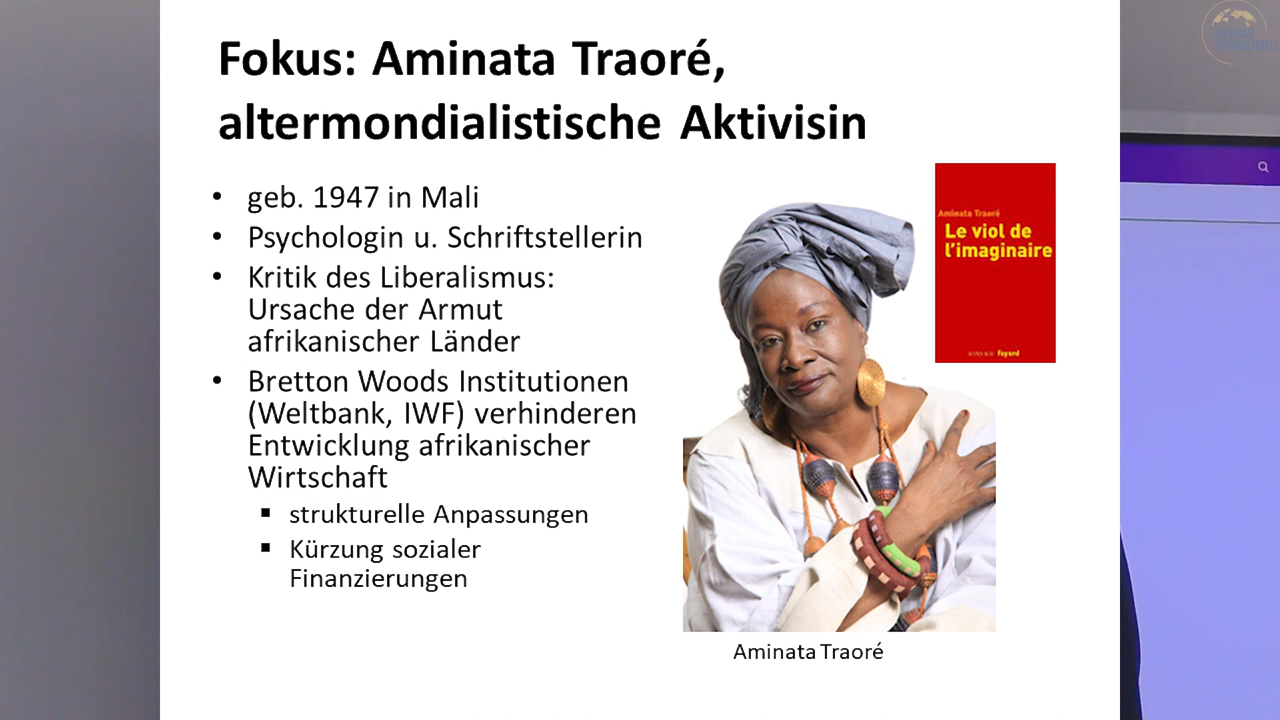 Fokus: Aminata Traoré,
altermondialistische Aktivisin
• geb. 1947 in Mali
• Psychologin u. Schriftstellerin
• Kritik des Liberalismus:
Ursache der Armut
afrikanischer Länder
• Bretton Woods Institutionen
(Weltbank, IWF) verhinderen
Entwicklung afrikanischer
Wirtschaft
▪ strukturelle Anpassungen
▪ Kürzung sozialer
Finanzierungen
Aminata Traoré
Le viol de
l'imaginaire
fayard
Aminata Traoré